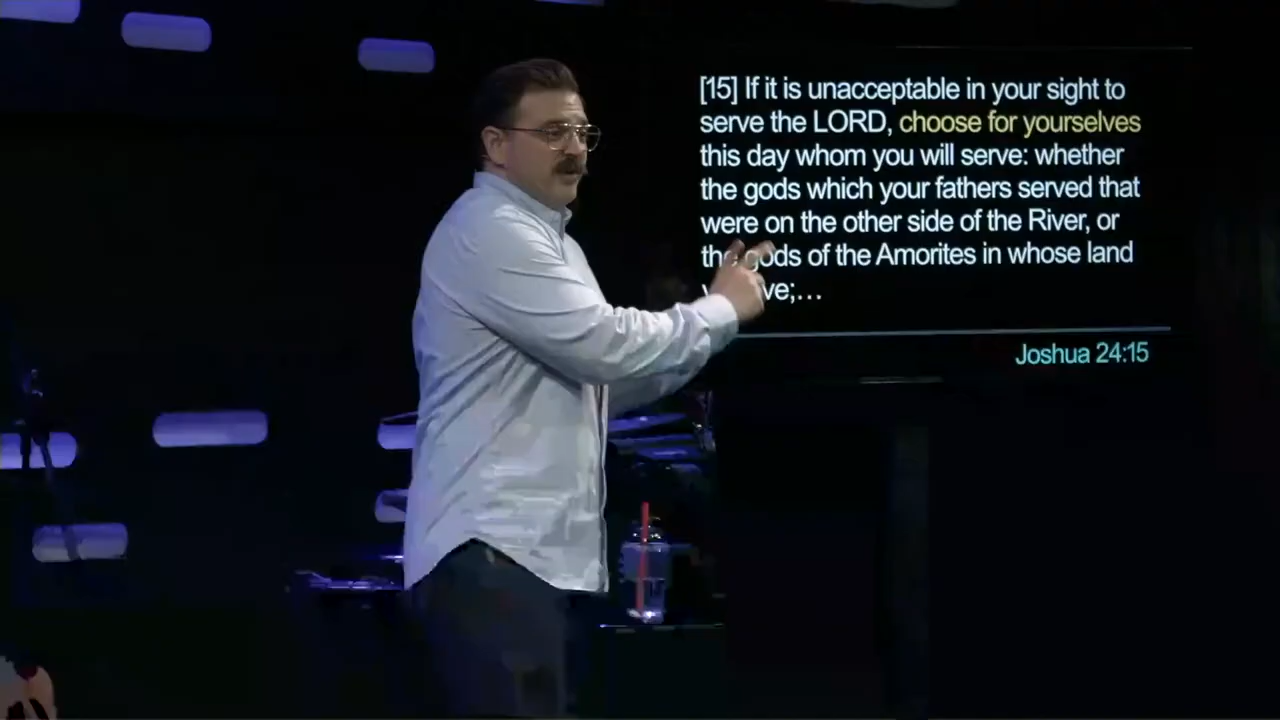 [15] If it is unacceptable in your sight to
serve the LORD, choose for yourselves
this day whom you will serve: whether
the gods which your fathers served that
were on the other side of the River, or
the gods of the Amorites in whose land
ve;…
Joshua 24:15